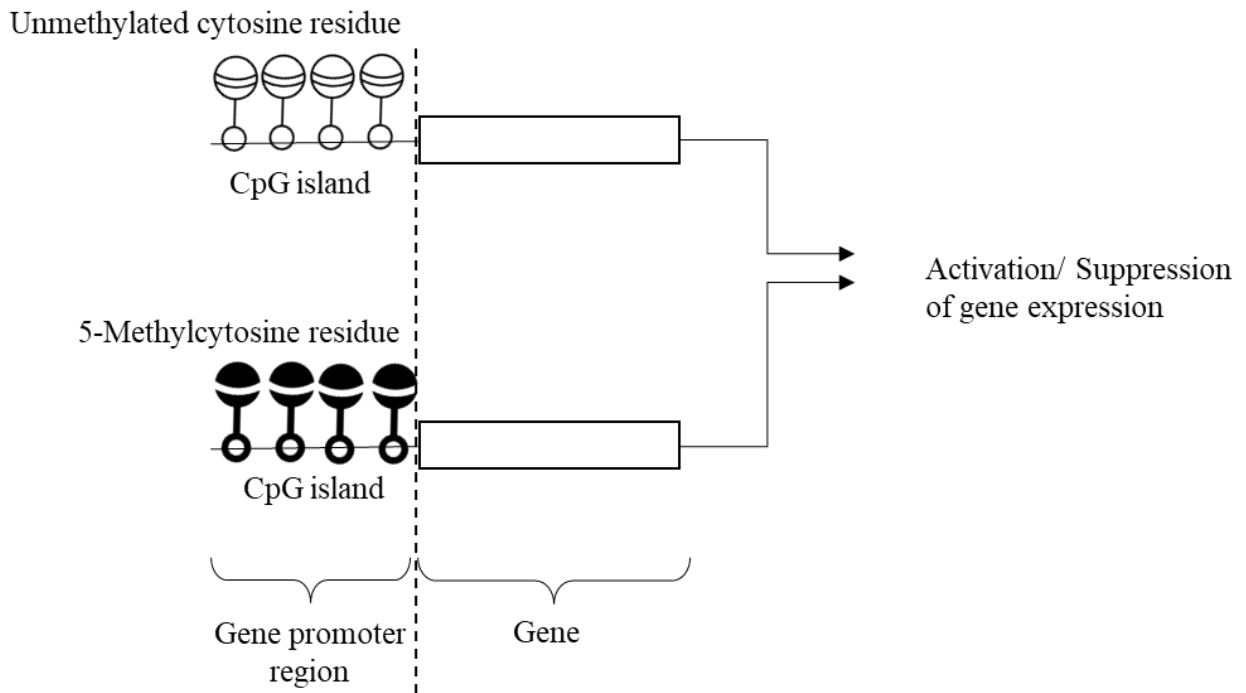 Unmethylated cytosine residue
CpG island
Activation/ Suppression
of gene expression
5-Methylcytosine residue
CpG island
Gene promoter
region
Gene